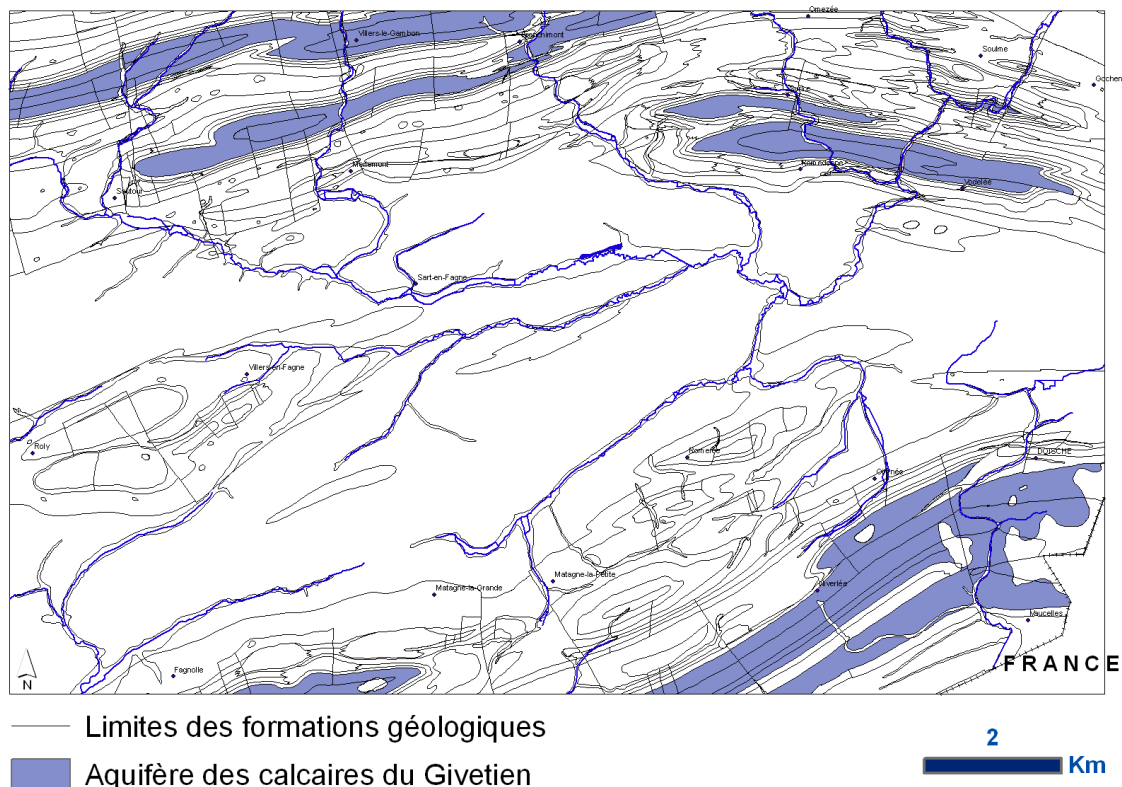 Omezée
Villers-le-Gambon
Franchimont
Soulme
Gochen
Merlemont
Romedenne
Sautour
Vodelée
Sart-en-Fagne
Villers-en-Fagne
Roly
Romerée
DOISCHE
Gimnée
Matagne-la-Petite
Matagne-la-Grande
Niverlée
Vaucelles
Fagnolle
FRANCE
N
Limites des formations géologiques
2
Km
Aquifère des calcaires du Givetien